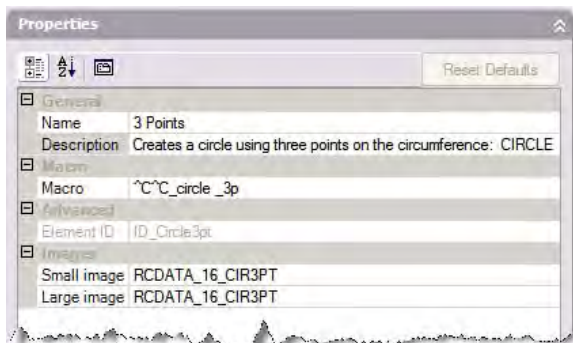 Properties
Reset Defaults
General
Name 3 Points
Description Creates a circle using three points on the circumference: CIRCLE
Macro
Macro ^C^C_circle _3p
Advanced
Element ID ID_Circle3pt
Images
Small image RCDATA_16_CIR3PT
Large image RCDATA_16_CIR3PT